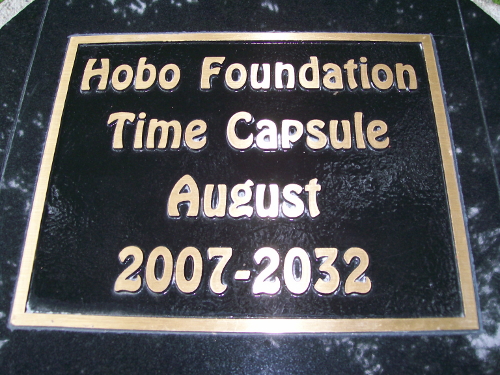 Hobo Foundation
Time Capsule
August
2007-2032